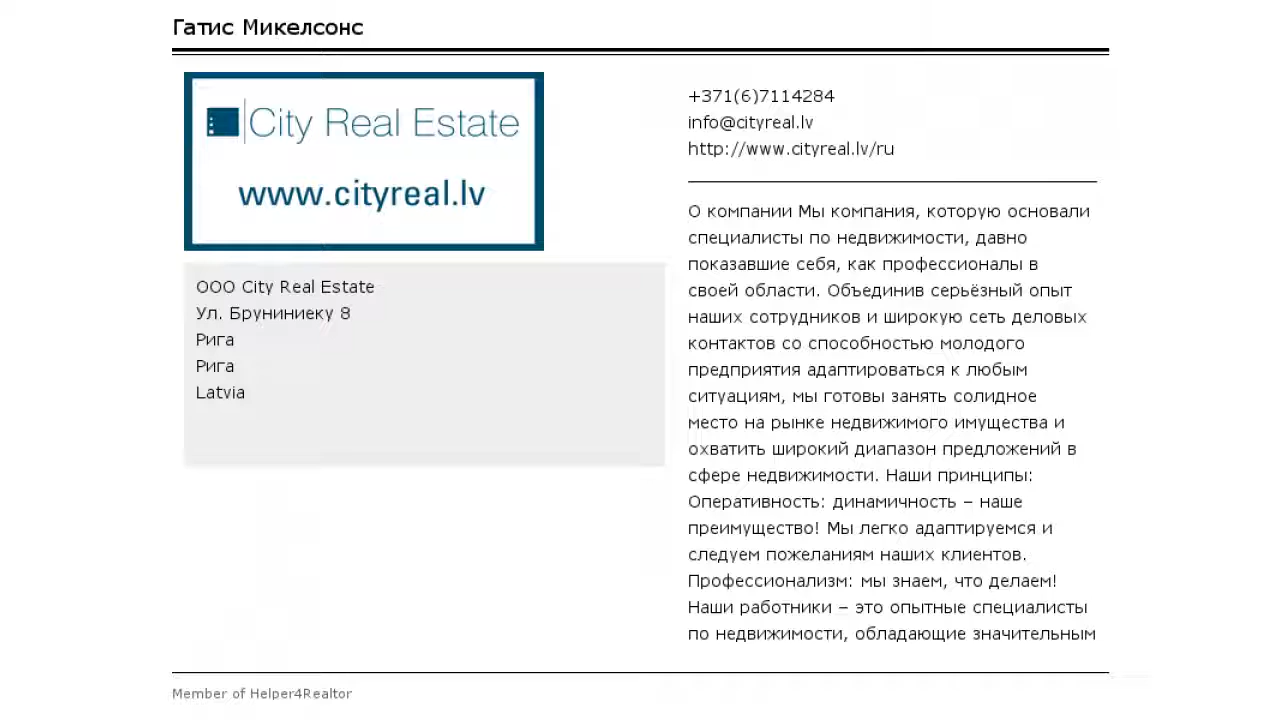 Гатис Микелсонс
City Real Estate
www.cityreal.lv
ООО City Real Estate
Ул. Бруниниеку 8
Рига
Рига
Latvia
+371(6)7114284
info@cityreal.lv
http://www.cityreal.lv/ru
О компании Мы компания, которую основали
специалисты по недвижимости, давно
показавшие себя, как профессионалы в
своей области. Объединив серьёзный опыт
наших сотрудников и широкую сеть деловых
контактов со способностью молодого
предприятия адаптироваться к любым
ситуациям, мы готовы занять солидное
место на рынке недвижимого имущества и
охватить широкий диапазон предложений в
сфере недвижимости. Наши принципы:
Оперативность: динамичность – наше
преимущество! Мы легко адаптируемся и
следуем пожеланиям наших клиентов.
Профессионализм: мы знаем, что делаем!
Наши работники – это опытные специалисты
по недвижимости, обладающие значительным
Member of Helper4Realtor